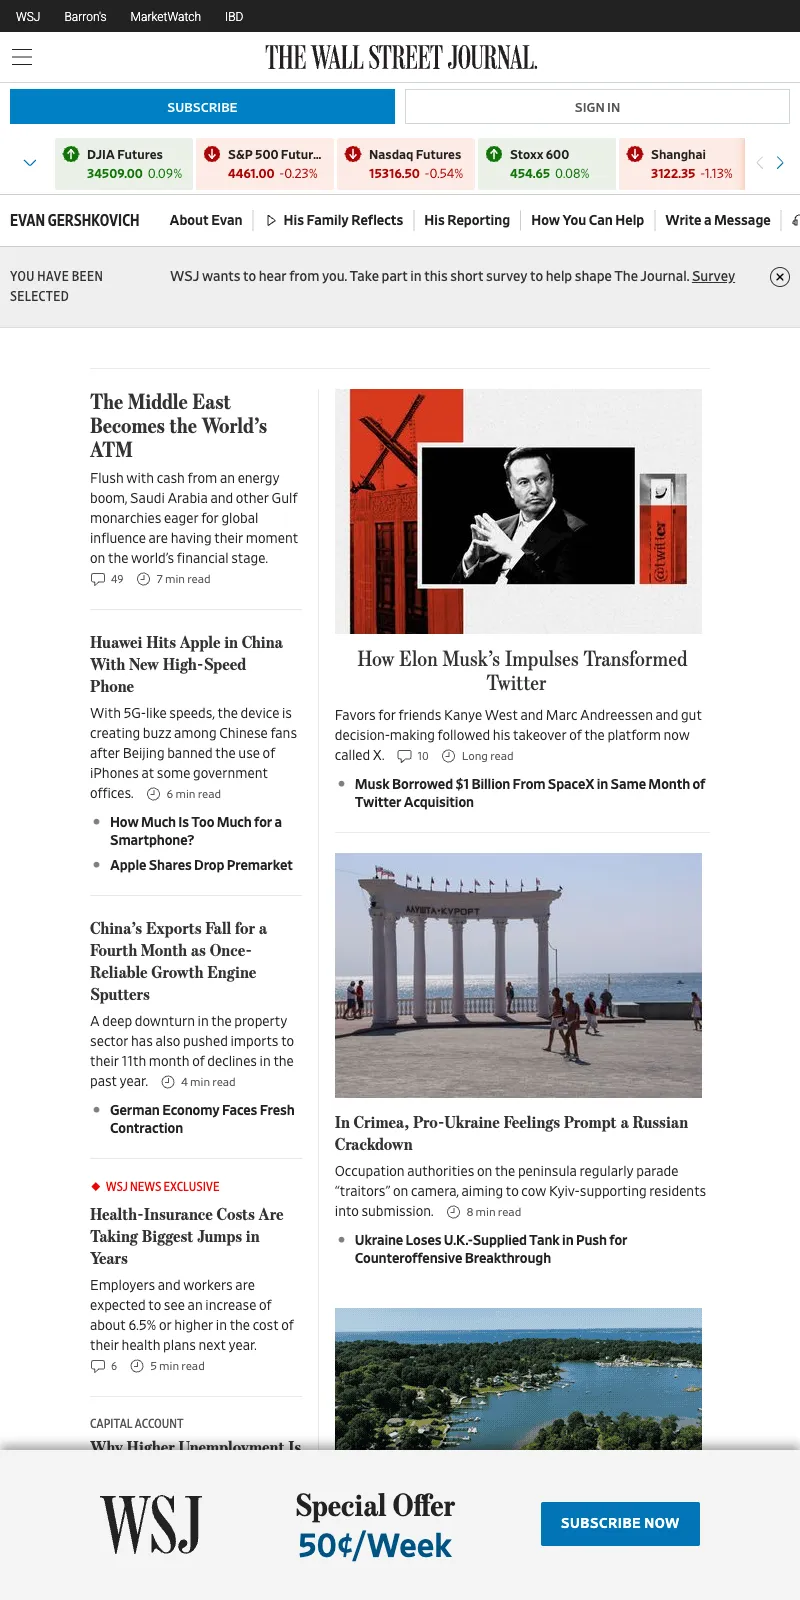 WSJ Barron's MarketWatch IBD
THE WALL STREET JOURNAL.
SUBSCRIBE SIGN IN
DJIA Futures
34509.00 0.09%
S&P 500 Futur...
4461.00 -0.23%
Nasdaq Futures
15316.50 -0.54%
Stoxx 600
454.65 0.08%
Shanghai
3122.35 -1.13%
EVAN GERSHKOVICH About Evan His Family Reflects His Reporting How You Can Help Write a Message
YOU HAVE BEEN
SELECTED
WSJ wants to hear from you. Take part in this short survey to help shape The Journal. Survey
The Middle East
Becomes the World's
ATM
Flush with cash from an energy
boom, Saudi Arabia and other Gulf
monarchies eager for global
influence are having their moment
on the world's financial stage.
49 7 min read
Huawei Hits Apple in China
With New High-Speed
Phone
With 5G-like speeds, the device is
creating buzz among Chinese fans
after Beijing banned the use of
iPhones at some government
offices. 6 min read
How Much Is Too Much for a
Smartphone?
Apple Shares Drop Premarket
China's Exports Fall for a
Fourth Month as Once-
Reliable Growth Engine
Sputters
A deep downturn in the property
sector has also pushed imports to
their 11th month of declines in the
past year. 4 min read
German Economy Faces Fresh
Contraction
WSJ NEWS EXCLUSIVE
Health-Insurance Costs Are
Taking Biggest Jumps in
Years
Employers and workers are
expected to see an increase of
about 6.5% or higher in the cost of
their health plans next year.
6 5 min read
CAPITAL ACCOUNT
Why Higher Unemployment Is
@twitter
How Elon Musk's Impulses Transformed
Twitter
Favors for friends Kanye West and Marc Andreessen and gut
decision-making followed his takeover of the platform now
called X. 10 Long read
Musk Borrowed $1 Billion From SpaceX in Same Month of
Twitter Acquisition
АЛУШТА-КУРОРТ
In Crimea, Pro-Ukraine Feelings Prompt a Russian
Crackdown
Occupation authorities on the peninsula regularly parade
“traitors” on camera, aiming to cow Kyiv-supporting residents
into submission. 8 min read
Ukraine Loses U.K.-Supplied Tank in Push for
Counteroffensive Breakthrough
WSJ
Special Offer
50¢/Week
SUBSCRIBE NOW